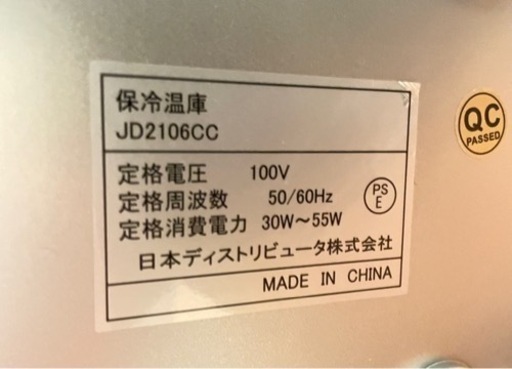 保冷温庫
JD2106CC
定格電圧 100V
定格周波数 50/60Hz
定格消費電力 30W～55W
PS
E
日本ディストリビュータ株式会社
MADE IN CHINA
QC
PASSED